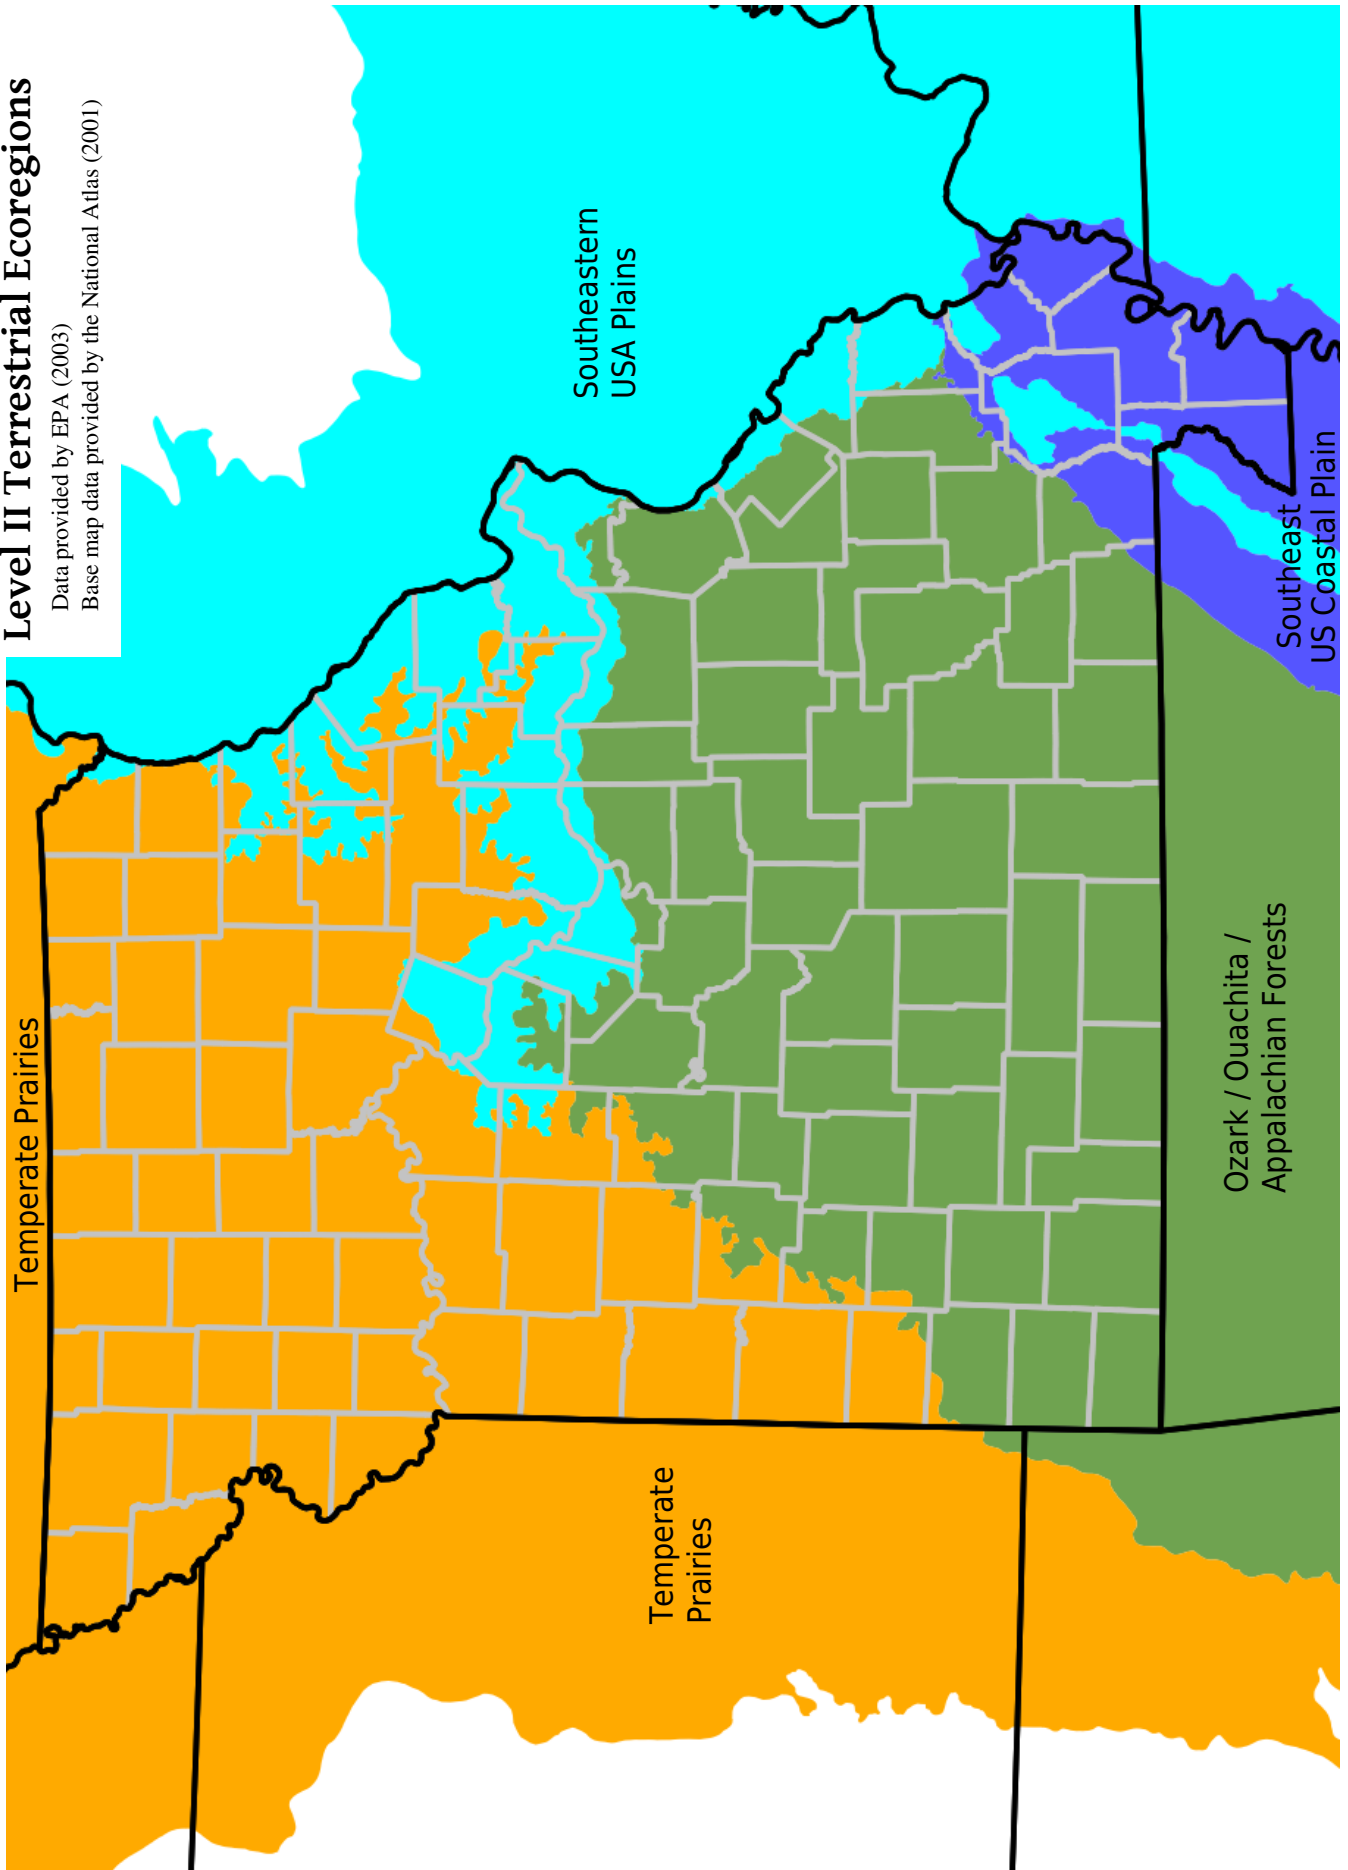 Level II Terrestrial Ecoregions
Data provided by EPA (2003)
Base map data provided by the National Atlas (2001)
Temperate Prairies
Southeastern
USA Plains
Temperate
Prairies
Ozark / Ouachita /
Appalachian Forests
Southeast
US Coastal Plain